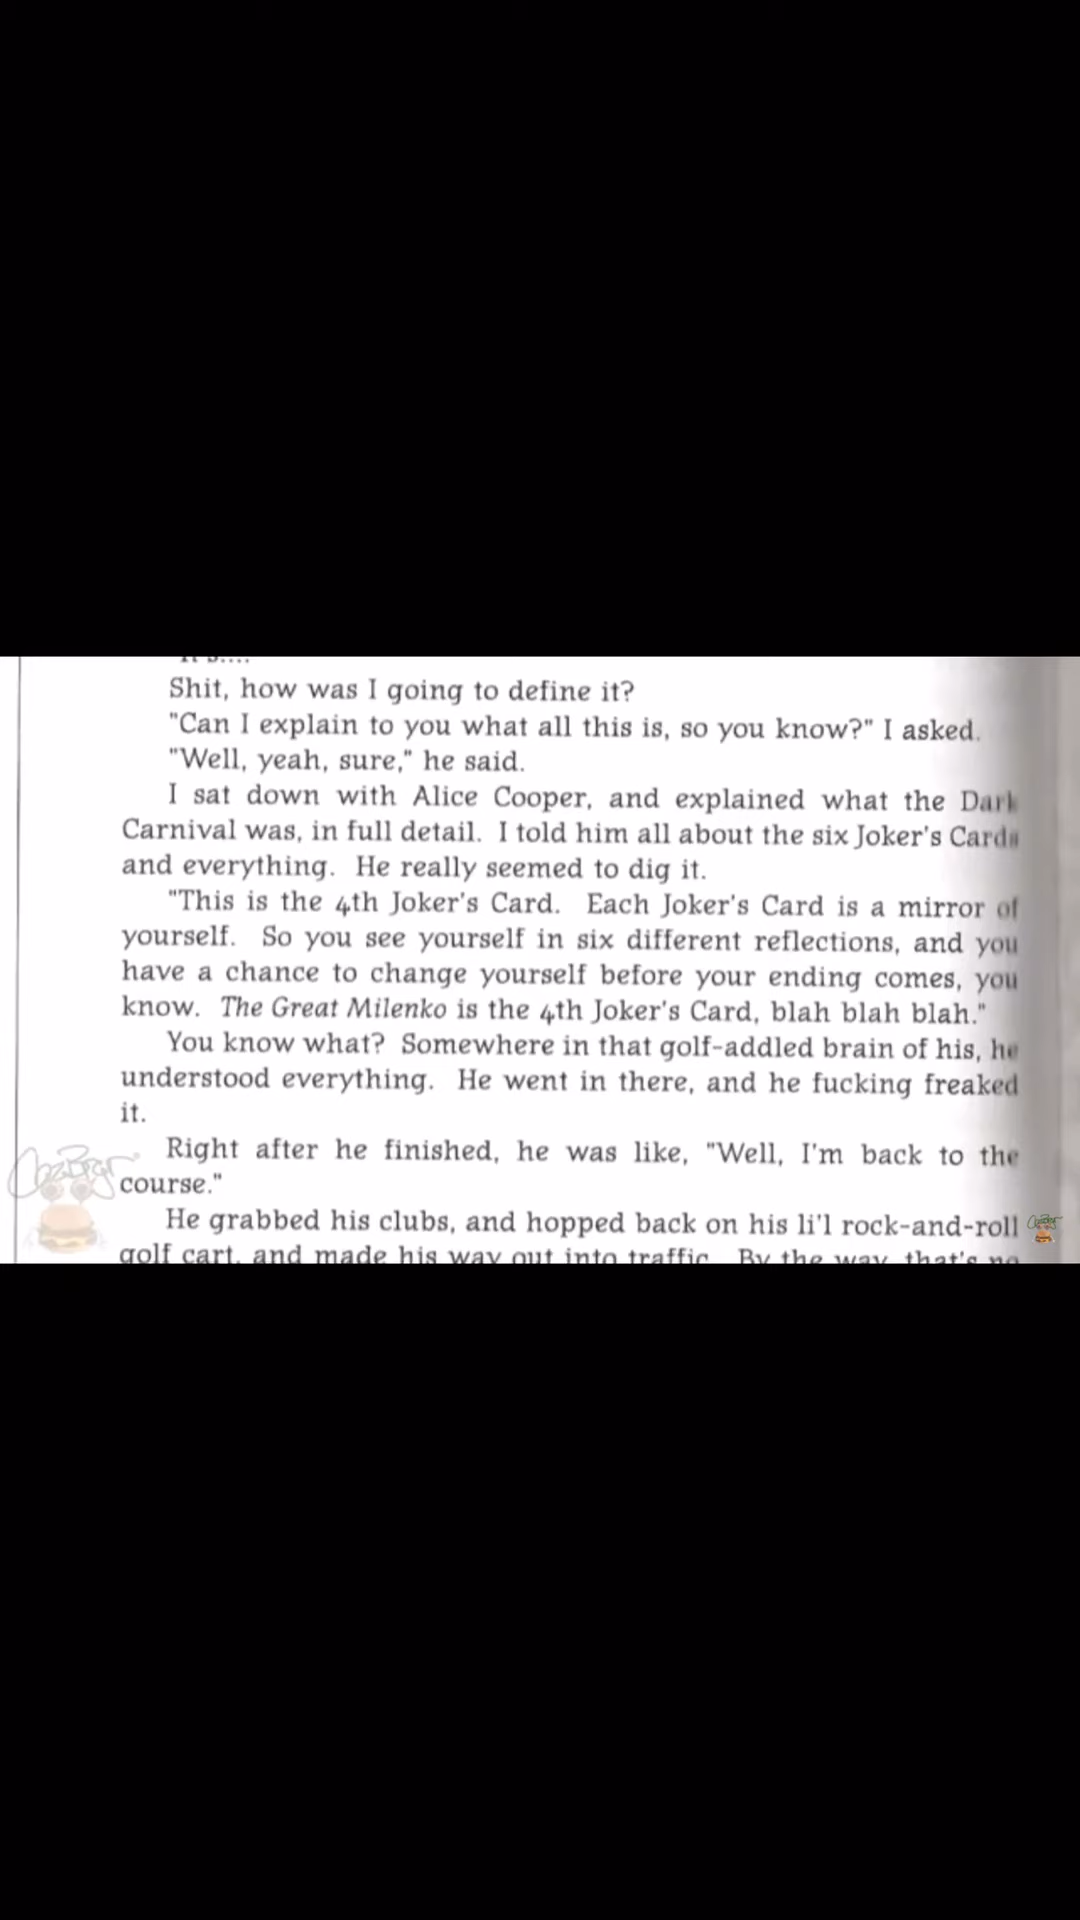 Shit, how was I going to define it?
"Can I explain to you what all this is, so you know?" I asked.
"Well, yeah, sure," he said.
I sat down with Alice Cooper, and explained what the Dark
Carnival was, in full detail. I told him all about the six Joker's Cards
and everything. He really seemed to dig it.
"This is the 4th Joker's Card. Each Joker's Card is a mirror of
yourself. So you see yourself in six different reflections, and you
have a chance to change yourself before your ending comes, you
know. The Great Milenko is the 4th Joker's Card, blah blah blah."
You know what? Somewhere in that golf-addled brain of his, he
understood everything. He went in there, and he fucking freaked
it.
Right after he finished, he was like, "Well, I'm back to the
course."
He grabbed his clubs, and hopped back on his li'l rock-and-roll
golf cart, and made his way out into traffic. By the way, that's no